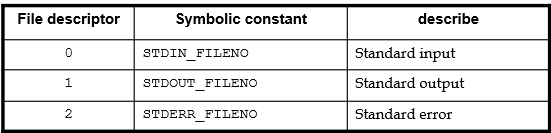 File descriptor Symbolic constant describe
0 STDIN_FILENO Standard input
1 STDOUT_FILENO Standard output
2 STDERR_FILENO Standard error